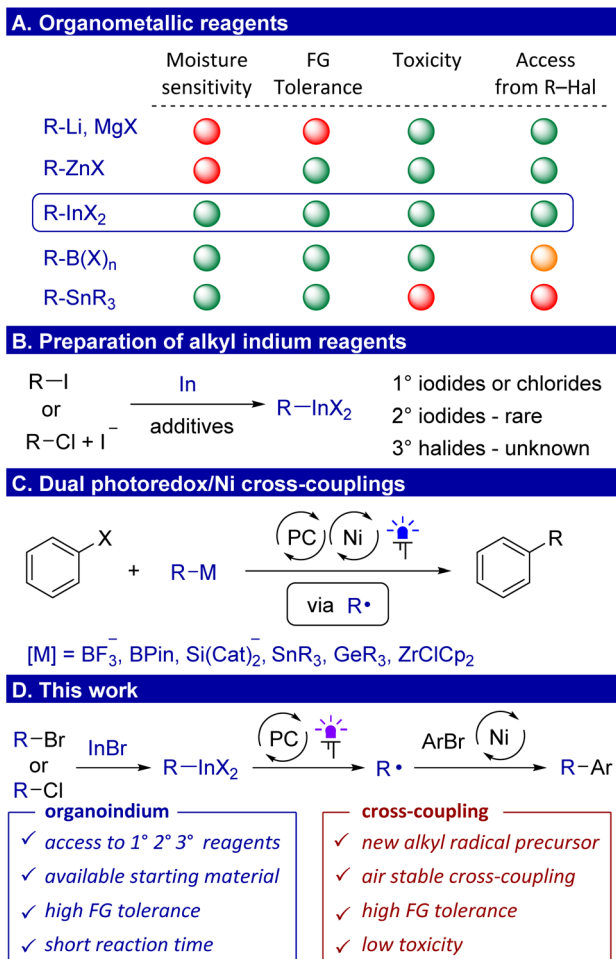 A. Organometallic reagents
Moisture sensitivity
FG Tolerance
Toxicity
Access from R–Hal
R-Li, MgX
R-ZnX
R-InX₂
R-B(X)ₙ
R-SnR₃
B. Preparation of alkyl indium reagents
R–I
or
R–Cl + I⁻
In
additives
R–InX₂
1° iodides or chlorides
2° iodides - rare
3° halides - unknown
C. Dual photoredox/Ni cross-couplings
X
+
R–M
PC
Ni
via R•
R
[M] = BF₃⁻, BPin, Si(Cat)₂⁻, SnR₃, GeR₃, ZrClCp₂
D. This work
R–Br
or
R–Cl
InBr
R–InX₂
PC
R•
ArBr
Ni
R–Ar
organoindium
✓ access to 1° 2° 3° reagents
✓ available starting material
✓ high FG tolerance
✓ short reaction time
cross-coupling
✓ new alkyl radical precursor
✓ air stable cross-coupling
✓ high FG tolerance
✓ low toxicity